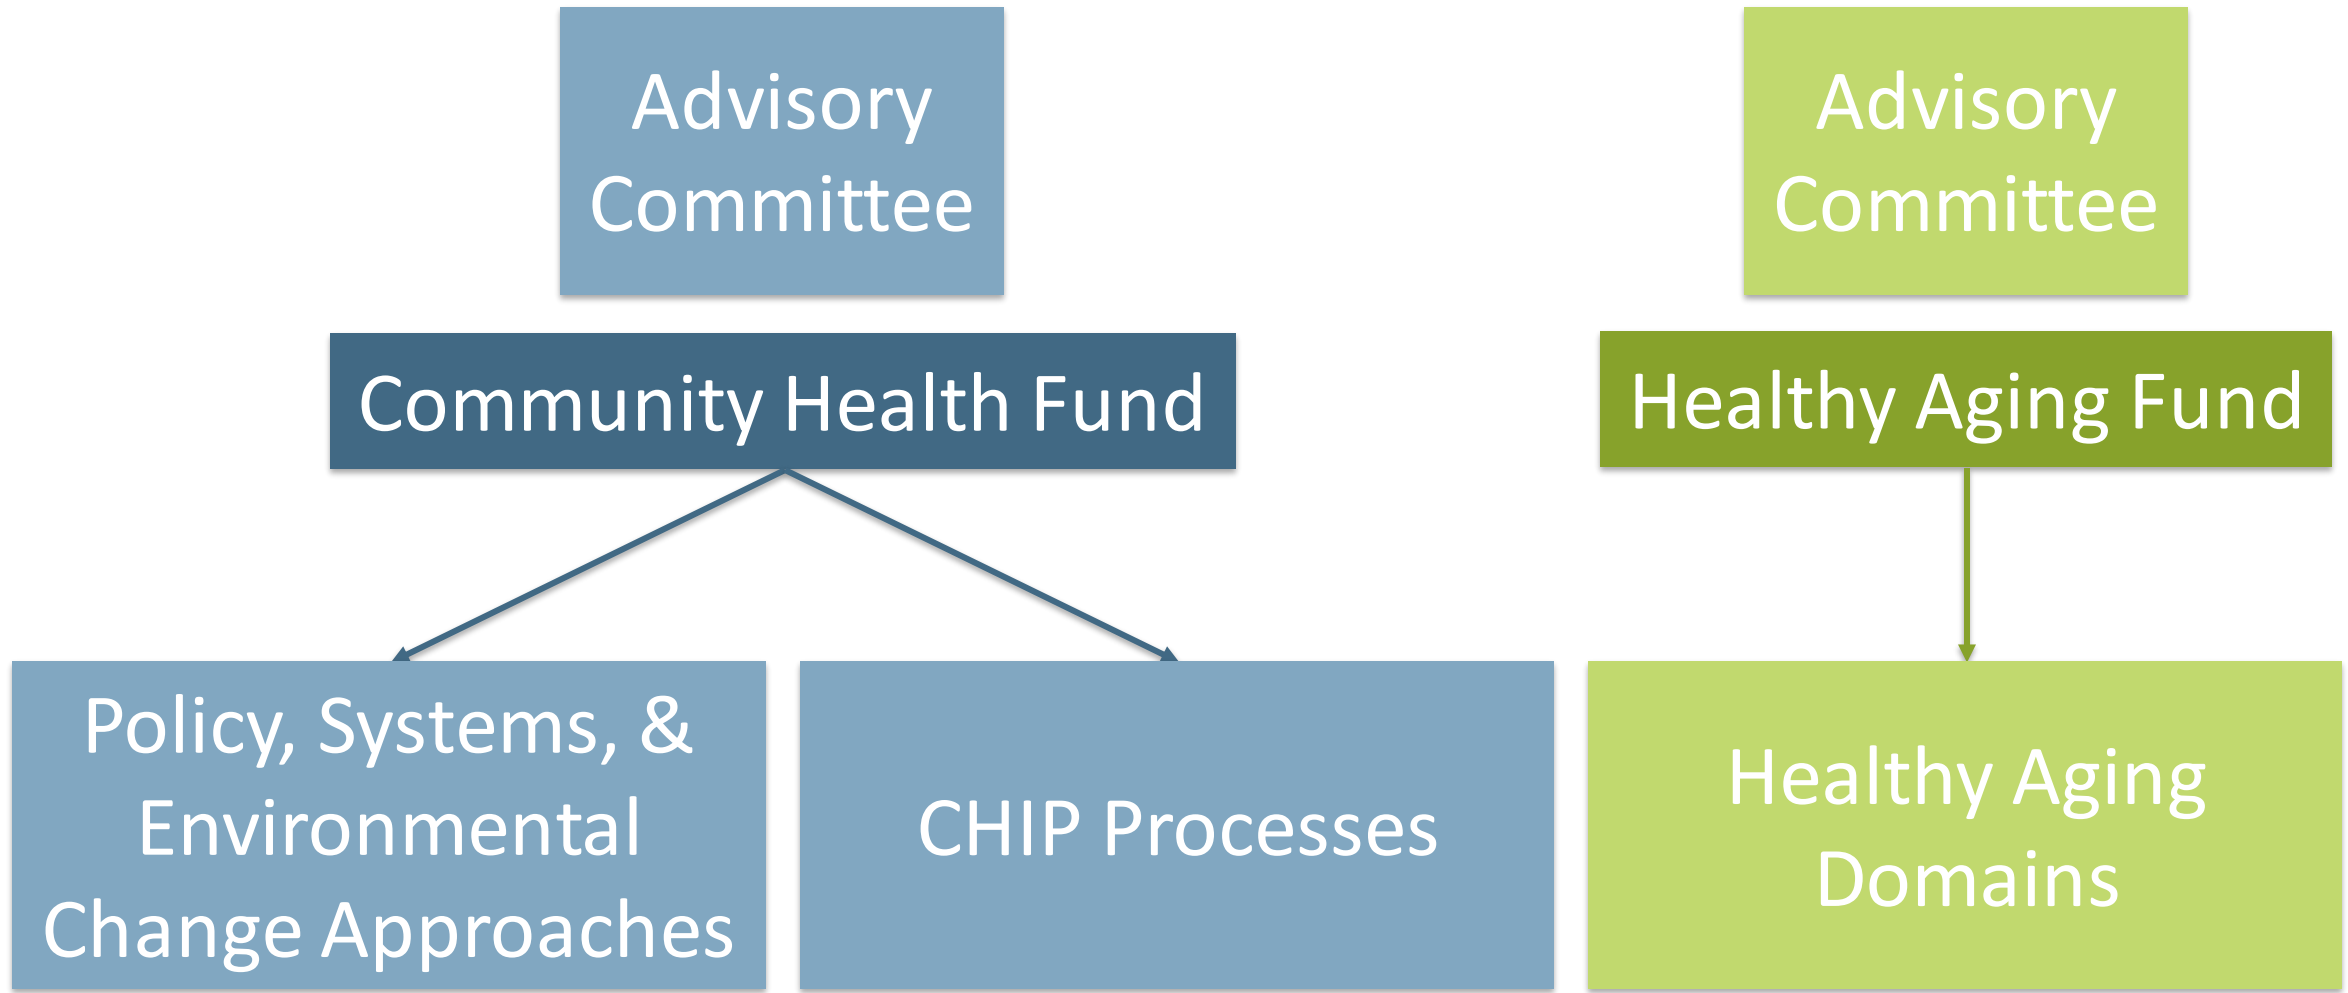 Advisory
Committee
Advisory
Committee
Community Health Fund
Healthy Aging Fund
Policy, Systems, &
Environmental
Change Approaches
CHIP Processes
Healthy Aging
Domains